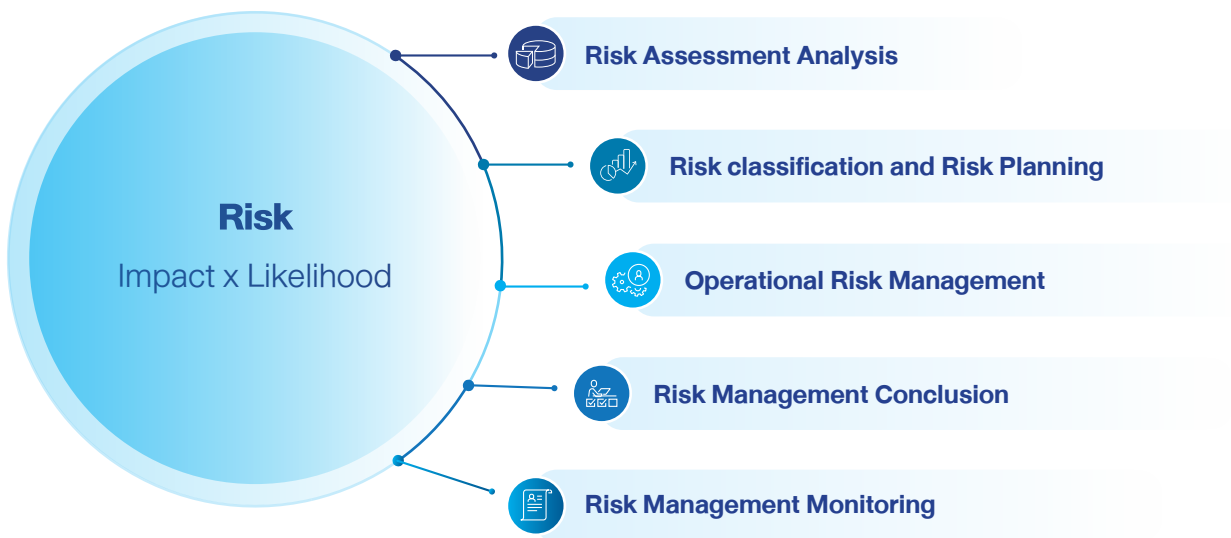 Risk
Impact x Likelihood
Risk Assessment Analysis
Risk classification and Risk Planning
Operational Risk Management
Risk Management Conclusion
Risk Management Monitoring